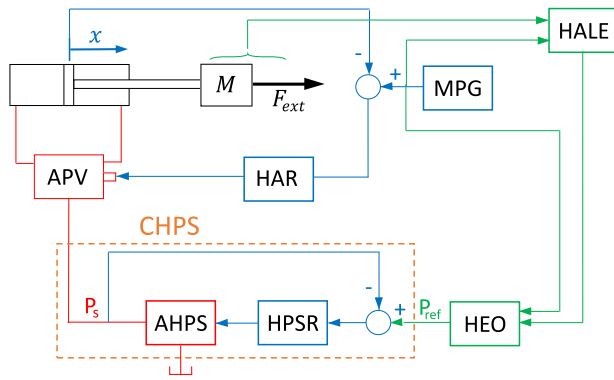 x
HALE
M
F_ext
-
+
MPG
APV
HAR
CHPS
-
P_s
+
P_ref
AHPS
HPSR
HEO